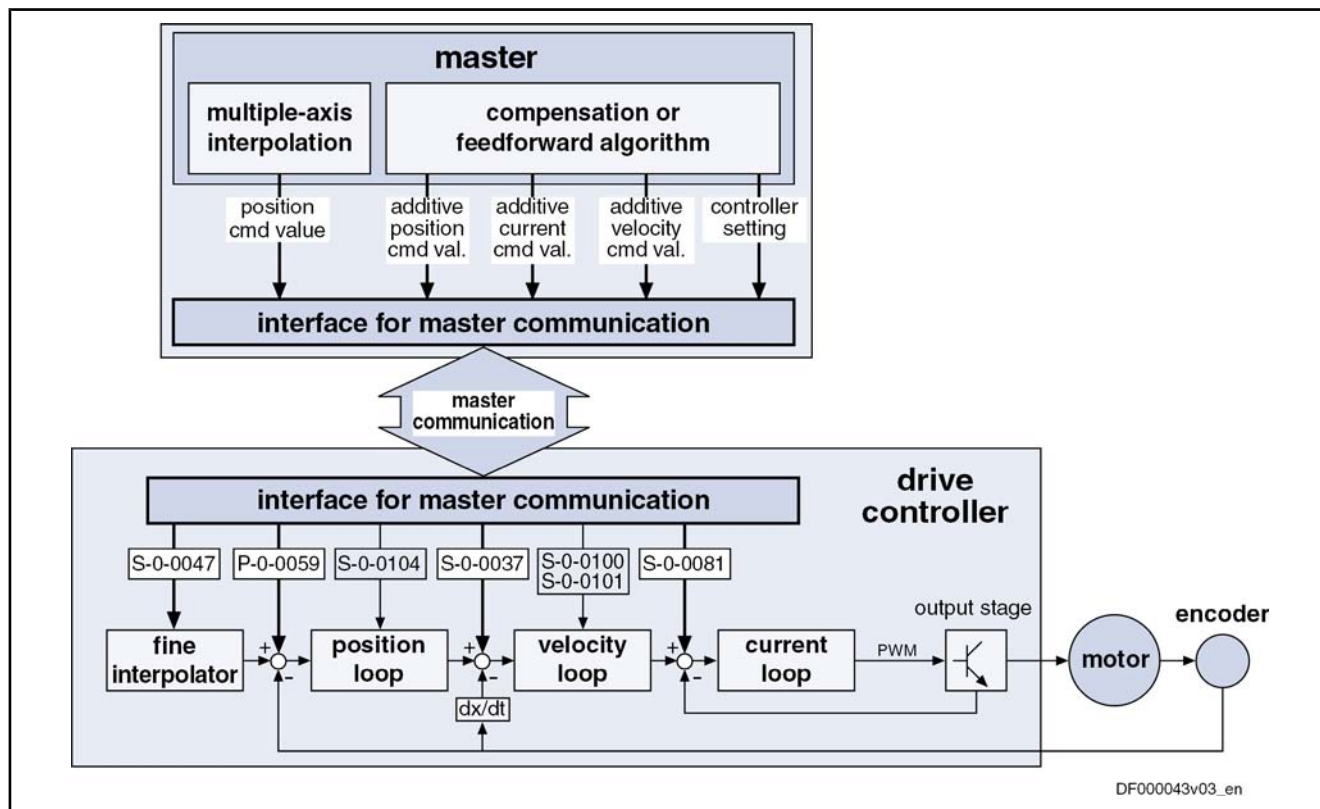 master
multiple-axis
interpolation
compensation or
feedforward algorithm
position
cmd value
additive
position
cmd val.
additive
current
cmd val.
additive
velocity
cmd val.
controller
setting
interface for master communication
master
communication
drive
controller
interface for master communication
S-0-0047
P-0-0059
S-0-0104
S-0-0037
S-0-0100
S-0-0101
S-0-0081
output stage
encoder
fine
interpolator
+
-
position
loop
+
-
velocity
loop
+
-
current
loop
PWM
motor
dx/dt
DF000043v03_en